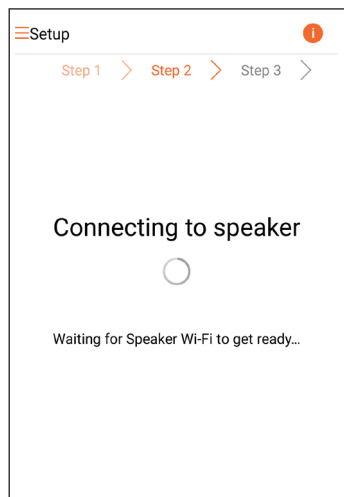 Setup
i
Step 1 Step 2 Step 3
Connecting to speaker
Waiting for Speaker Wi-Fi to get ready...